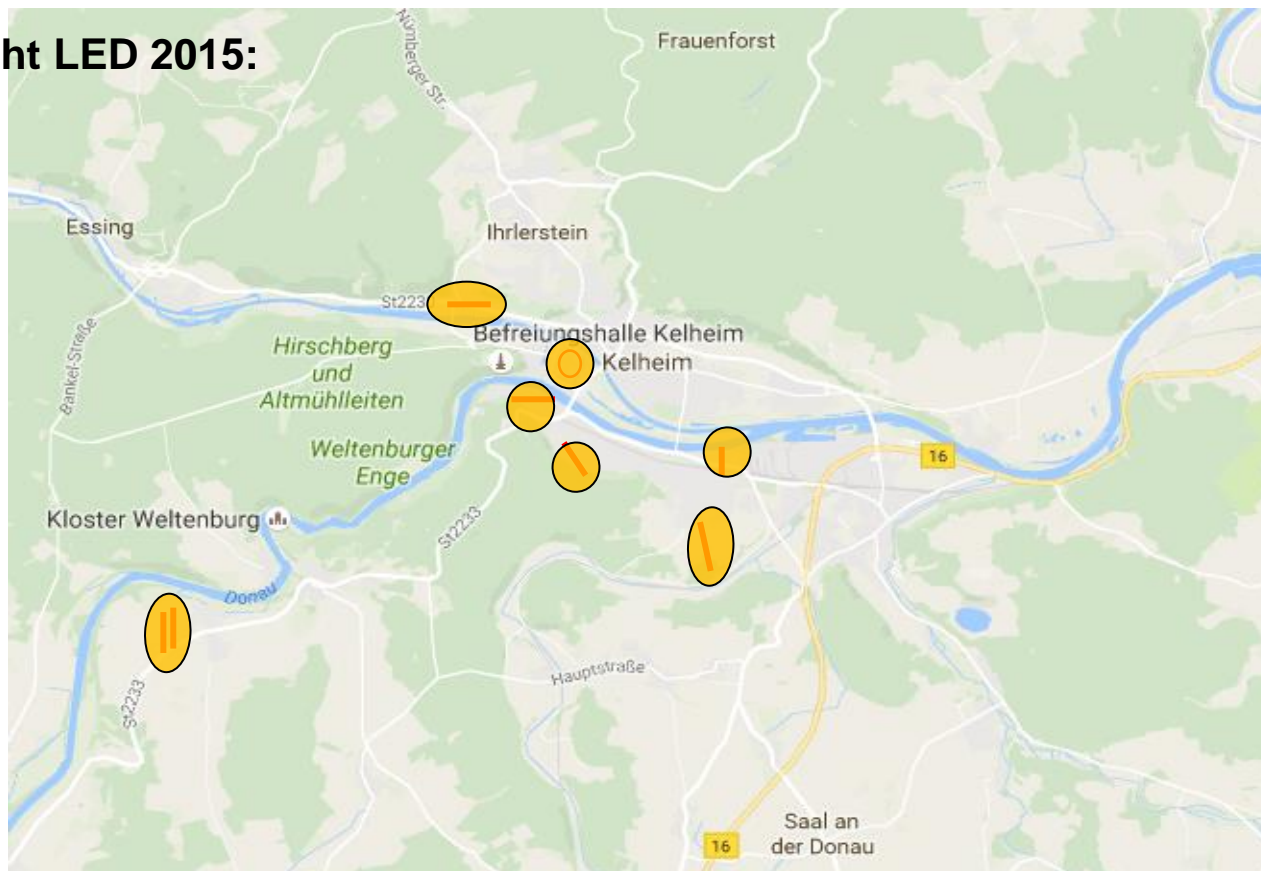 ht LED 2015:
Nürnberger Str.
Frauenforst
Essing
Ihrlerstein
St223
Befreiungshalle Kelheim
Kelheim
Hirschberg
und
Altmühlleiten
Bankel-Straße
Weltenburger
Enge
16
Kloster Weltenburg
St2233
Donau
Hauptstraße
St2233
Saal an
der Donau
16